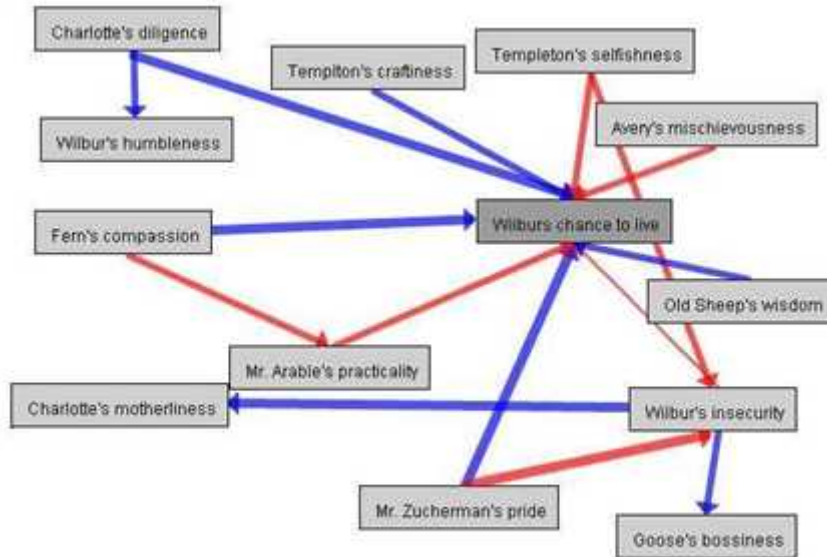 Charlotte's diligence
Templton's craftiness
Templeton's selfishness
Avery's mischievousness
Wilbur's humbleness
Wilburs chance to live
Fern's compassion
Old Sheep's wisdom
Mr. Arable's practicality
Charlotte's motherliness
Wilbur's insecurity
Mr. Zucherman's pride
Goose's bossiness